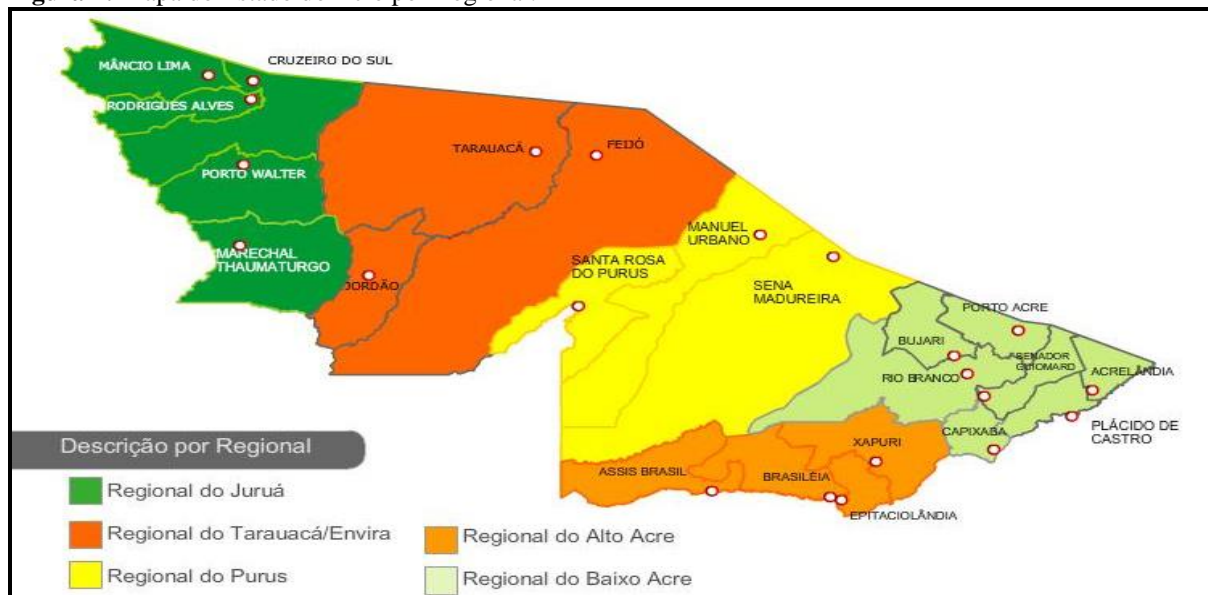 MÂNCIO LIMA
CRUZEIRO DO SUL
RODRIGUES ALVES
TARAUACÁ
FEIJÓ
PORTO WALTER
MANUEL
URBANO
MARECHAL
THAUMATURGO
SANTA ROSA
DO PURUS
JORDÃO
SENA
MADUREIRA
PORTO ACRE
BUJARI
SENADOR
GUIOMARD
ACRELÂNDIA
RIO BRANCO
PLÁCIDO DE
CASTRO
CAPIXABA
XAPURI
ASSIS BRASIL
BRASILÉIA
EPITACIOLÂNDIA
Descrição por Regional
Regional do Juruá
Regional do Tarauacá/Envira
Regional do Purus
Regional do Alto Acre
Regional do Baixo Acre